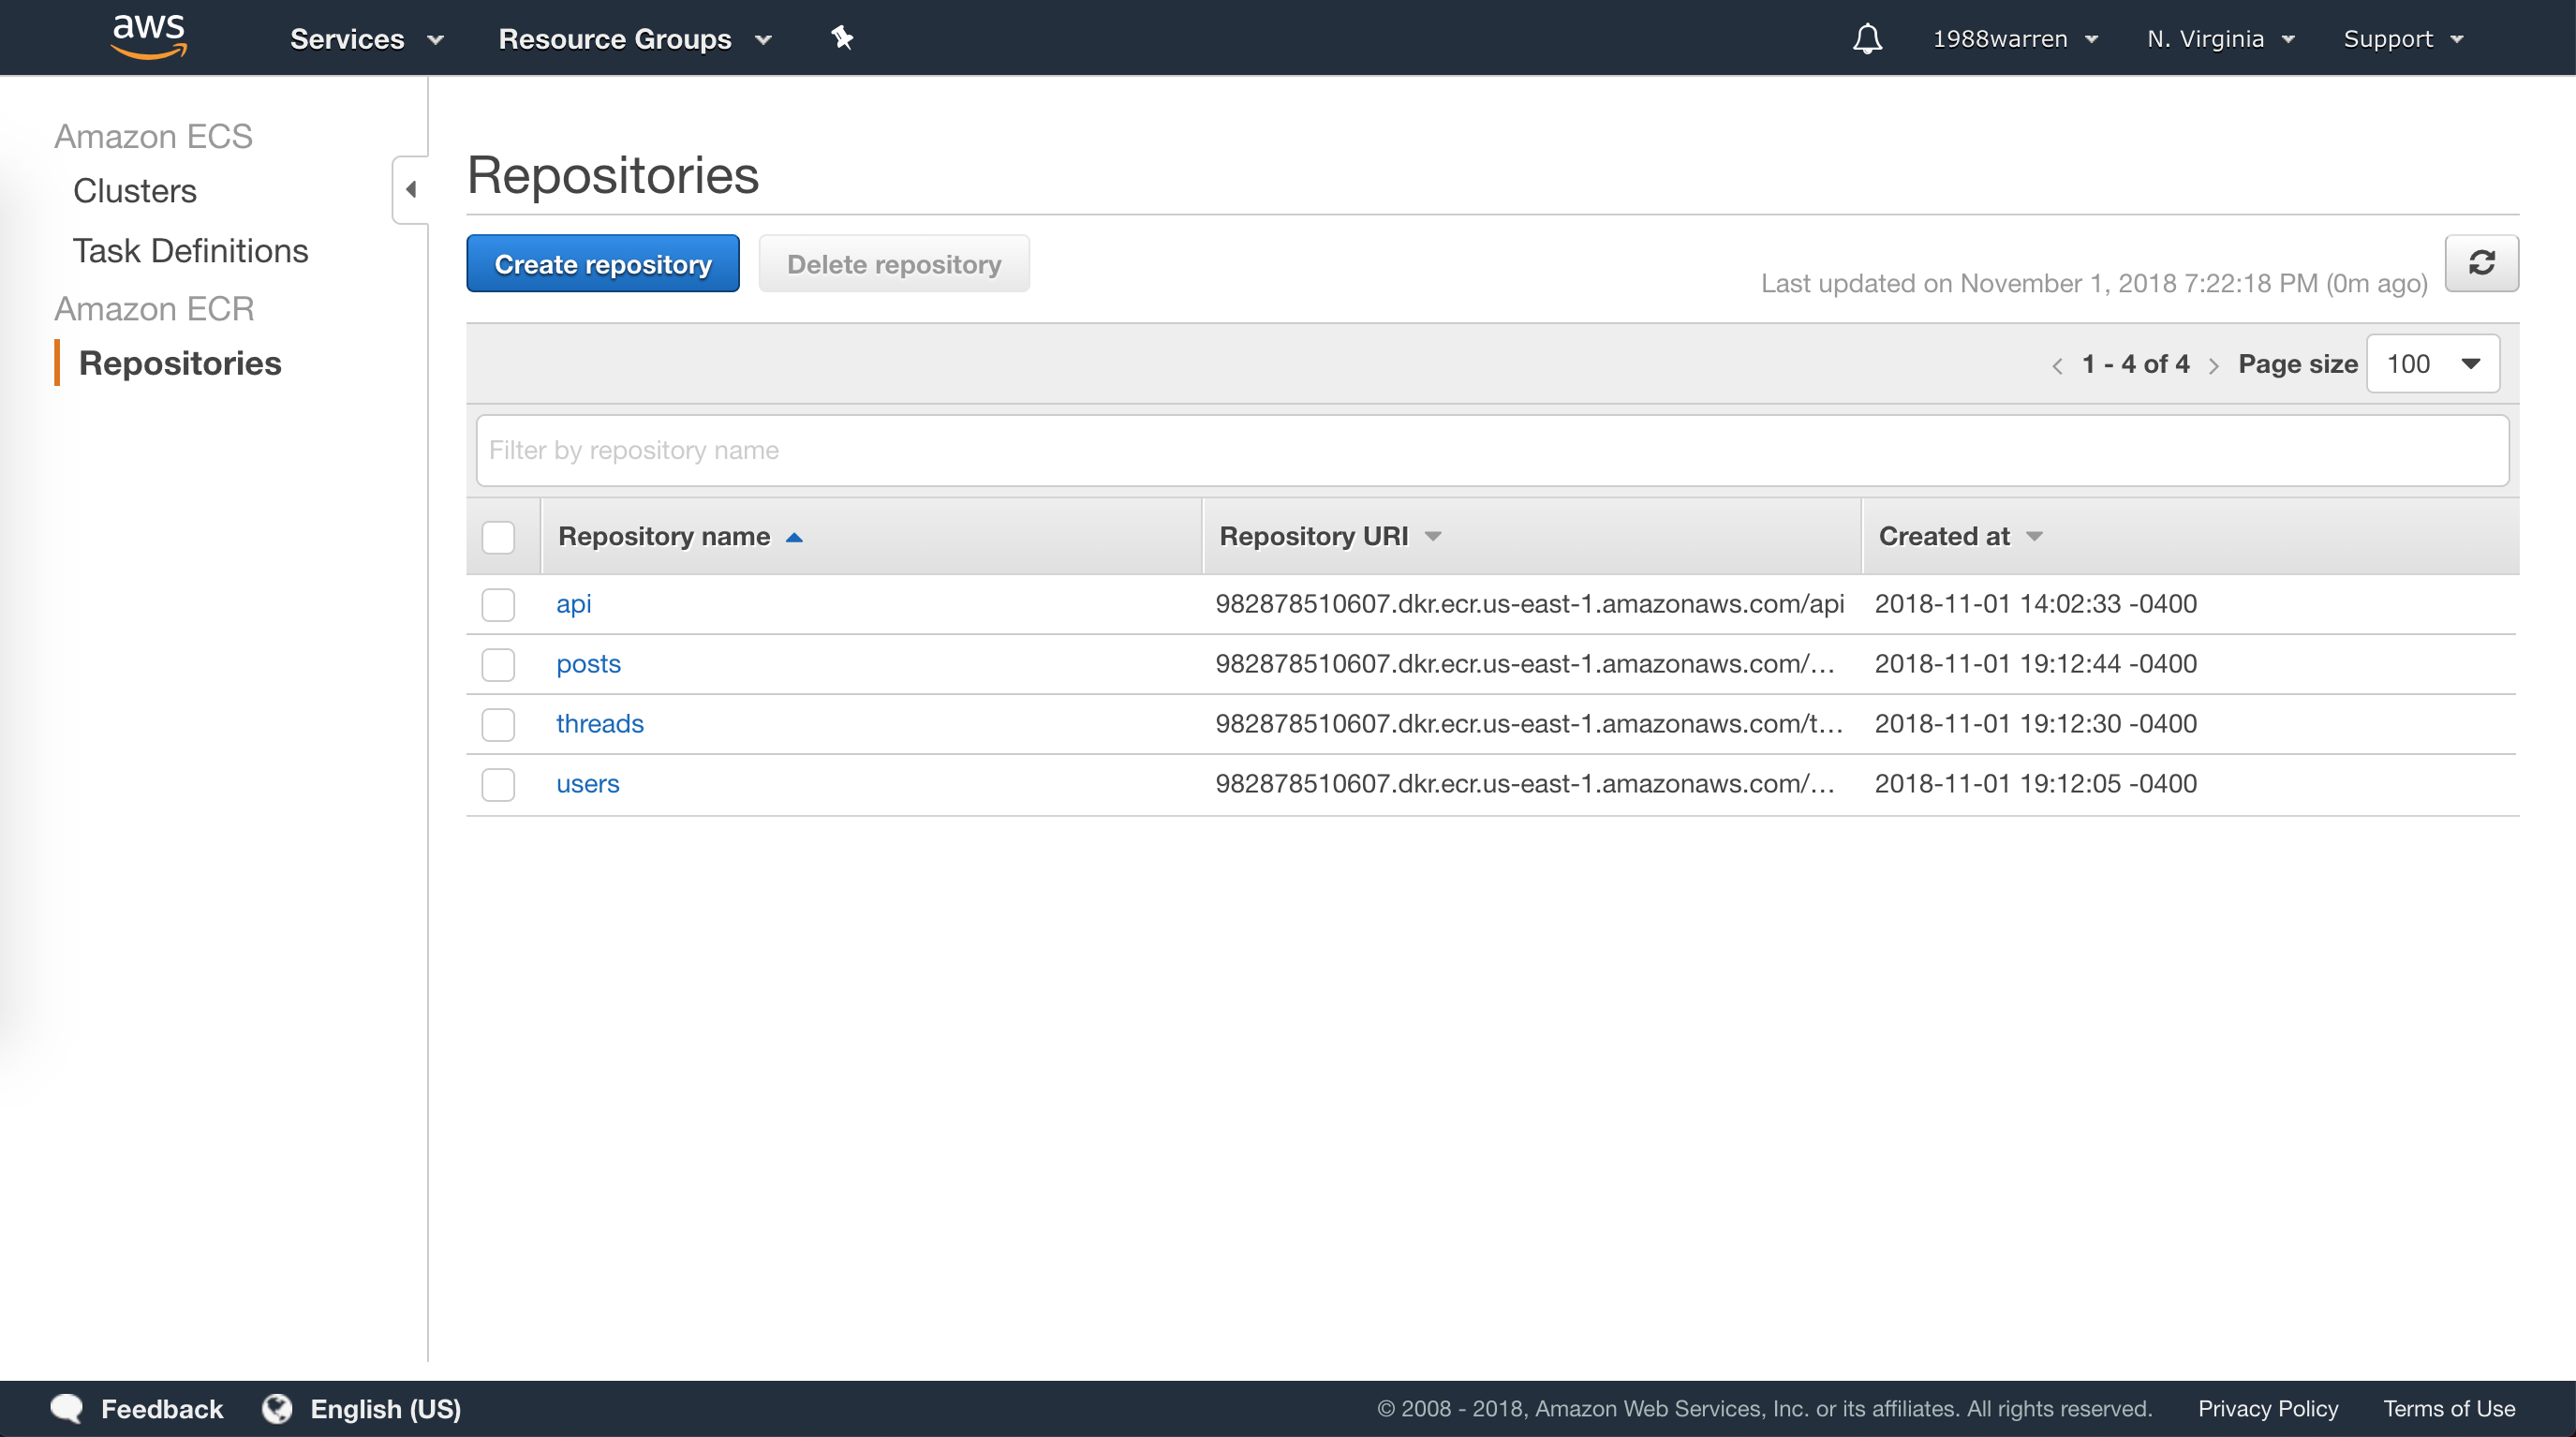 aws Services Resource Groups 1988warren N. Virginia Support
Amazon ECS
Clusters
Task Definitions
Amazon ECR
Repositories
Repositories
Create repository Delete repository Last updated on November 1, 2018 7:22:18 PM (0m ago)
< 1 - 4 of 4 > Page size 100
Filter by repository name
Repository name Repository URI Created at
api 982878510607.dkr.ecr.us-east-1.amazonaws.com/api 2018-11-01 14:02:33 -0400
posts 982878510607.dkr.ecr.us-east-1.amazonaws.com/... 2018-11-01 19:12:44 -0400
threads 982878510607.dkr.ecr.us-east-1.amazonaws.com/t... 2018-11-01 19:12:30 -0400
users 982878510607.dkr.ecr.us-east-1.amazonaws.com/... 2018-11-01 19:12:05 -0400
Feedback English (US) © 2008 - 2018, Amazon Web Services, Inc. or its affiliates. All rights reserved. Privacy Policy Terms of Use